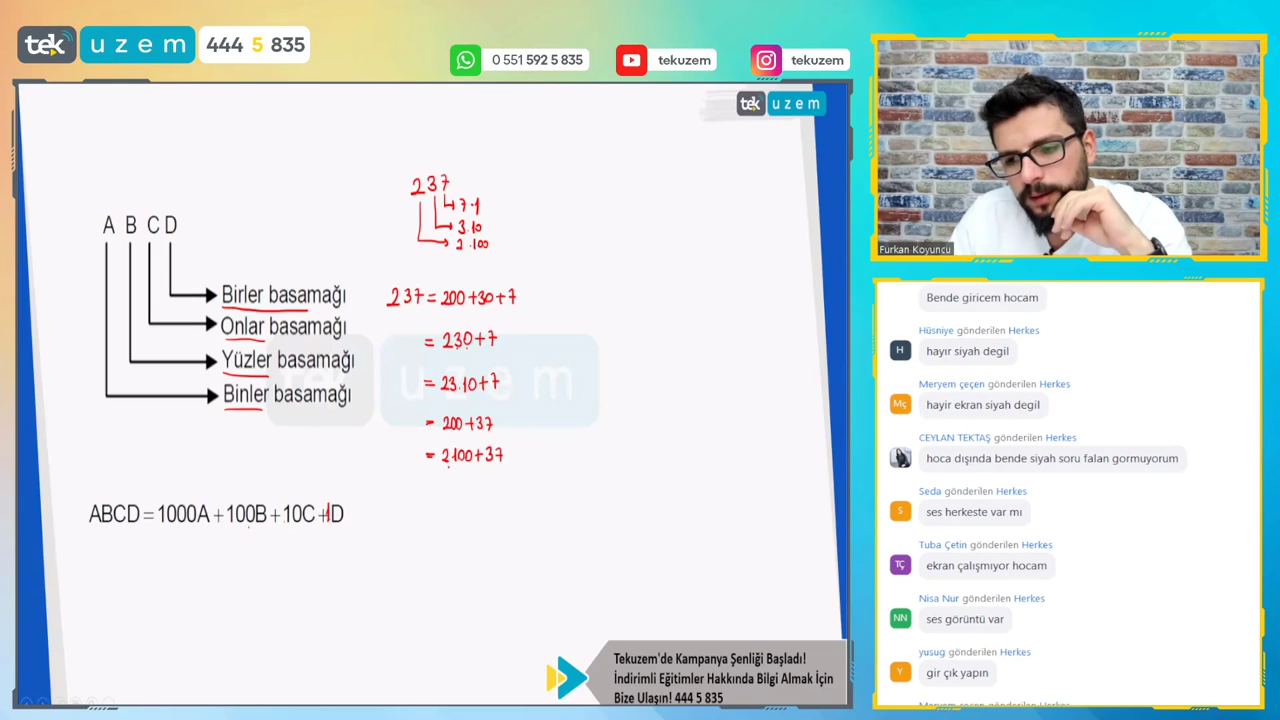 tek uzem 444 5 835
0 551 592 5 835
tekuzem
tekuzem
tek uzem
237
7.1
3.10
2.100
A B C D
Birler basamağı
Onlar basamağı
Yüzler basamağı
Binler basamağı
237 = 200+30+7
= 230+7
= 23.10+7
= 200+37
= 2.100+37
tek uzem
ABCD = 1000A + 100B + 10C + 1D
Tekuzem'de Kampanya Şenliği Başladı!
İndirimli Eğitimler Hakkında Bilgi Almak İçin
Bize Ulaşın! 444 5 835
Furkan Koyuncu
Bende giricem hocam
Hüsniye gönderilen Herkes
H
hayır siyah degil
Meryem çeçen gönderilen Herkes
Mç
hayir ekran siyah degil
CEYLAN TEKTAŞ gönderilen Herkes
hoca dışında bende siyah soru falan gormuyorum
Seda gönderilen Herkes
S
ses herkeste var mı
Tuba Çetin gönderilen Herkes
TÇ
ekran çalışmıyor hocam
Nisa Nur gönderilen Herkes
NN
ses görüntü var
yusug gönderilen Herkes
Y
gir çık yapın